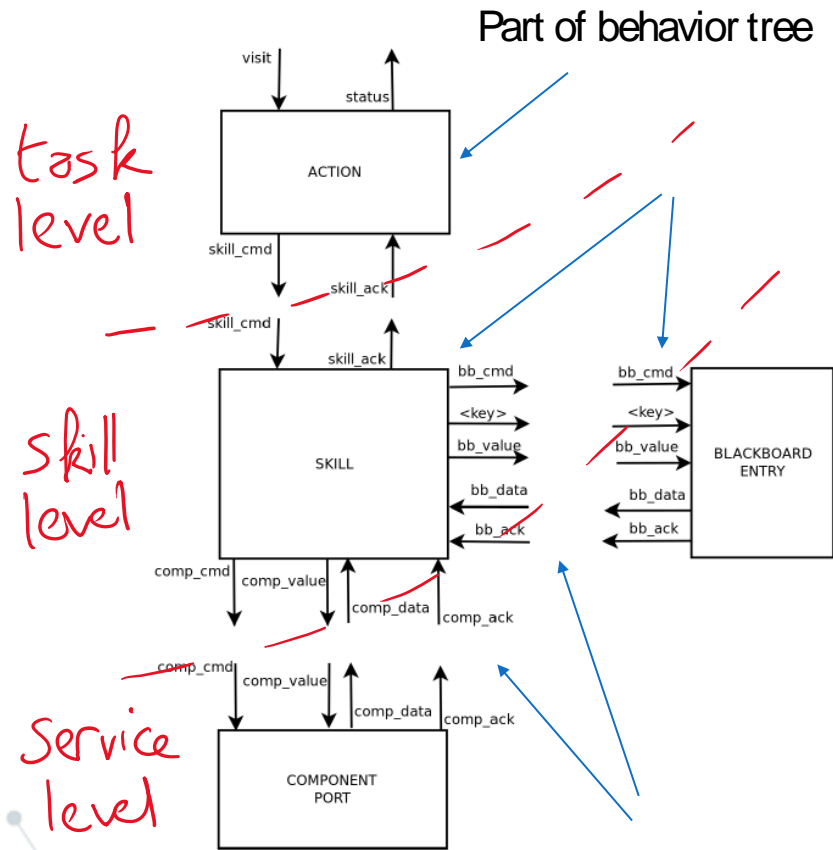 Part of behavior tree
visit
status
ACTION
task
level
skill_cmd
skill_ack
skill_cmd
skill_ack
bb_cmd
bb_cmd
<key>
<key>
bb_value
bb_value
SKILL
BLACKBOARD
ENTRY
skill
level
bb_data
bb_data
bb_ack
bb_ack
comp_cmd
comp_value
comp_data
comp_ack
comp_cmd
comp_value
comp_data
comp_ack
service
level
COMPONENT
PORT